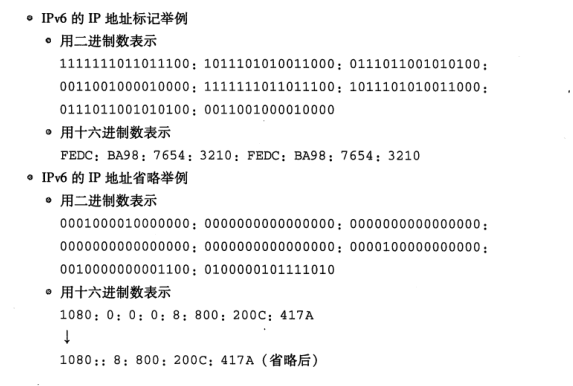 IPv6 的 IP 地址标记举例
用二进制数表示
1111111011011100：1011101010011000：0111011001010100：
0011001000010000：1111111011011100：1011101010011000：
0111011001010100：0011001000010000
用十六进制数表示
FEDC：BA98：7654：3210：FEDC：BA98：7654：3210
IPv6 的 IP 地址省略举例
用二进制数表示
0001000010000000：0000000000000000：0000000000000000：
0000000000000000：0000000000000000：0000100000000000：
0010000000001100：0100000101111010
用十六进制数表示
1080：0：0：0：8：800：200C：417A
↓
1080：：8：800：200C：417A（省略后）